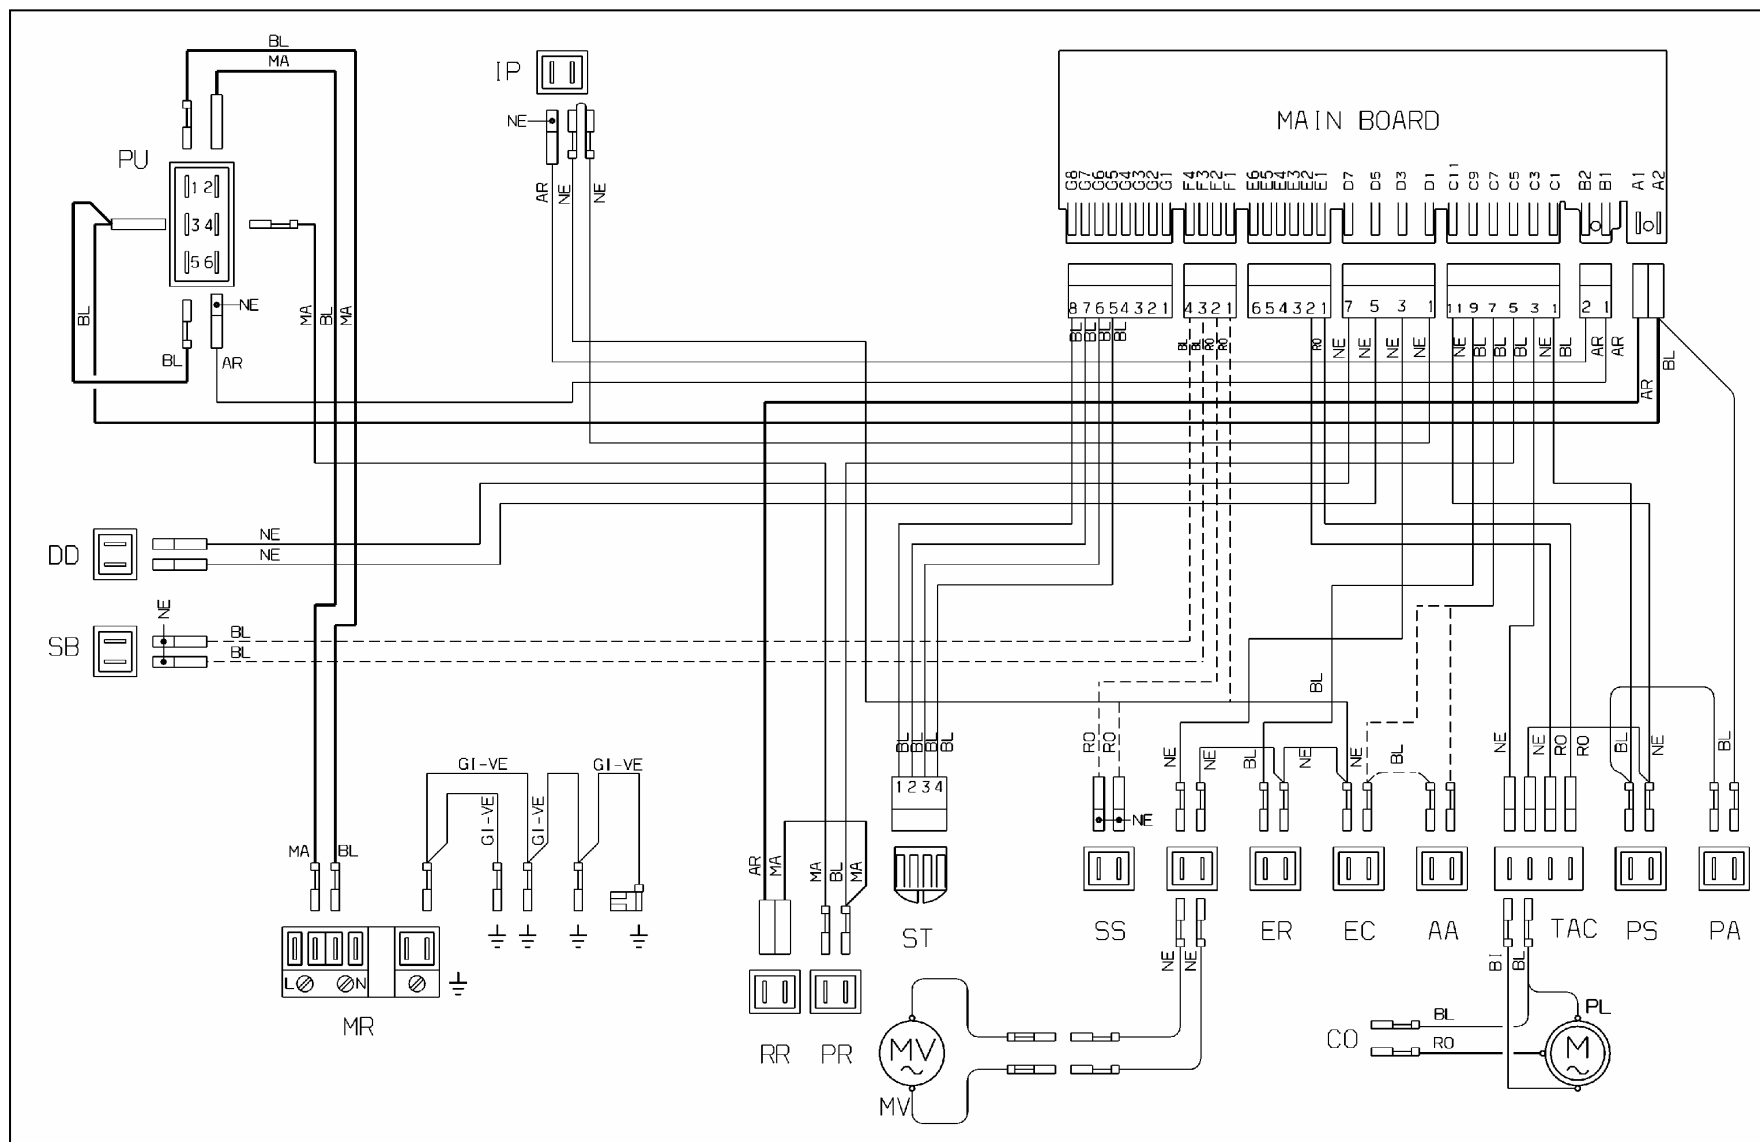 BL
MA
IP
MAIN BOARD
NE
PU
1 2
3 4
5 6
AR
NE
NE
G8
G7
G6
G5
G4
G3
G2
G1
F4
F3
F2
F1
E6
E5
E4
E3
E2
E1
D7
D5
D3
D1
C11
C9
C7
C5
C3
C1
B2
B1
A1
A2
8 7 6 5 4 3 2 1
4 3 2 1
6 5 4 3 2 1
7 5 3 1
11 9 7 5 3 1
2 1
NE
BL
MA
BL
MA
BL
AR
BL
BL
BL
BL
BL
BL
RO
RO
RO
NE
NE
NE
NE
NE
BL
BL
BL
NE
BL
AR
AR
AR
BL
DD
NE
NE
NE
SB
BL
BL
BL
BL
BL
BL
BL
RO
RO
NE
NE
BL
NE
NE
NE
BL
NE
NE
RO
RO
BL
NE
BL
GI-VE
GI-VE
GI-VE
GI-VE
1 2 3 4
NE
MA
BL
AR
MA
MA
BL
MA
ST
SS
ER
EC
AA
TAC
PS
PA
NE
NE
BI
BL
L
N
MR
RR
PR
MV
MV
CO
BL
RO
PL
M